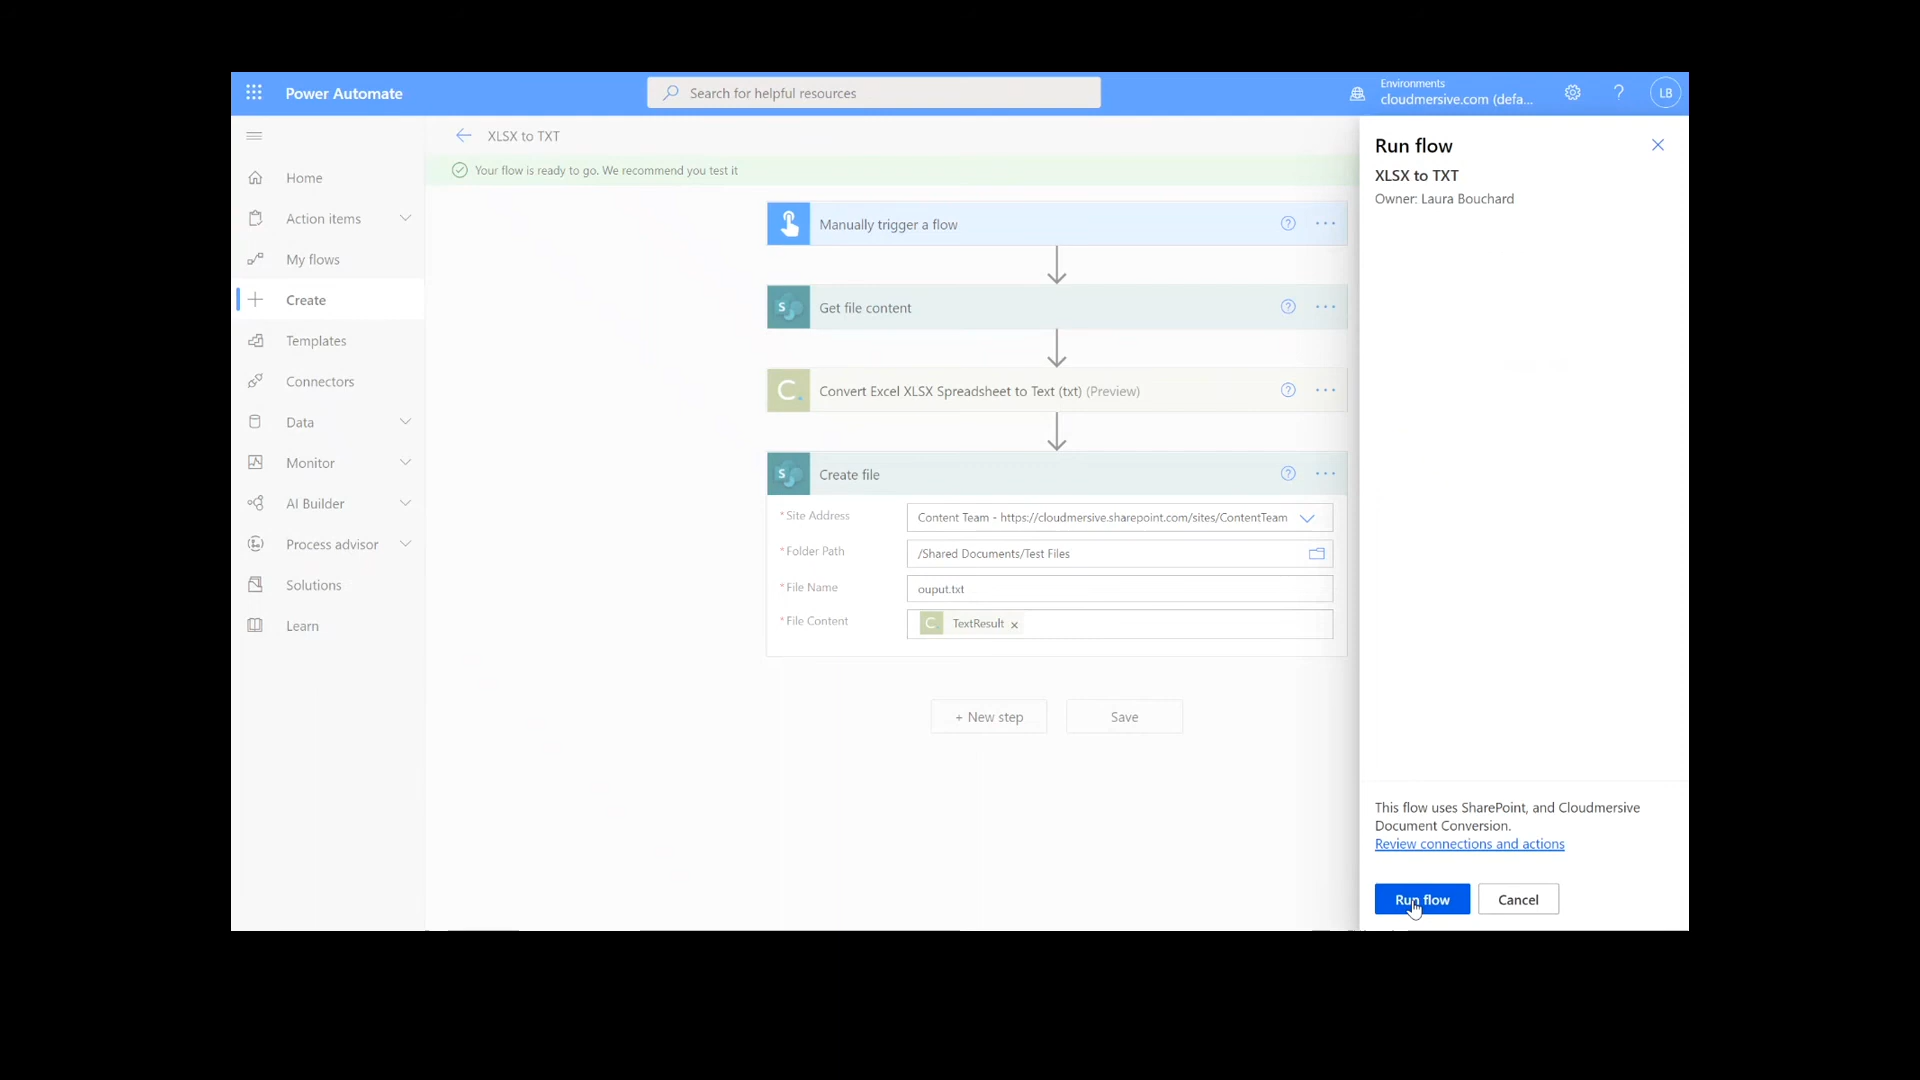 Power Automate
Search for helpful resources
Environments
cloudmersive.com (defa...
LB
XLSX to TXT
Your flow is ready to go. We recommend you test it
Home
Action items
My flows
Create
Templates
Connectors
Data
Monitor
AI Builder
Process advisor
Solutions
Learn
Manually trigger a flow
Get file content
C. Convert Excel XLSX Spreadsheet to Text (txt) (Preview)
Create file
* Site Address
Content Team - https://cloudmersive.sharepoint.com/sites/ContentTeam
* Folder Path
/Shared Documents/Test Files
* File Name
ouput.txt
* File Content
C TextResult ×
+ New step
Save
Run flow
XLSX to TXT
Owner: Laura Bouchard
This flow uses SharePoint, and Cloudmersive
Document Conversion.
Review connections and actions
Run flow
Cancel